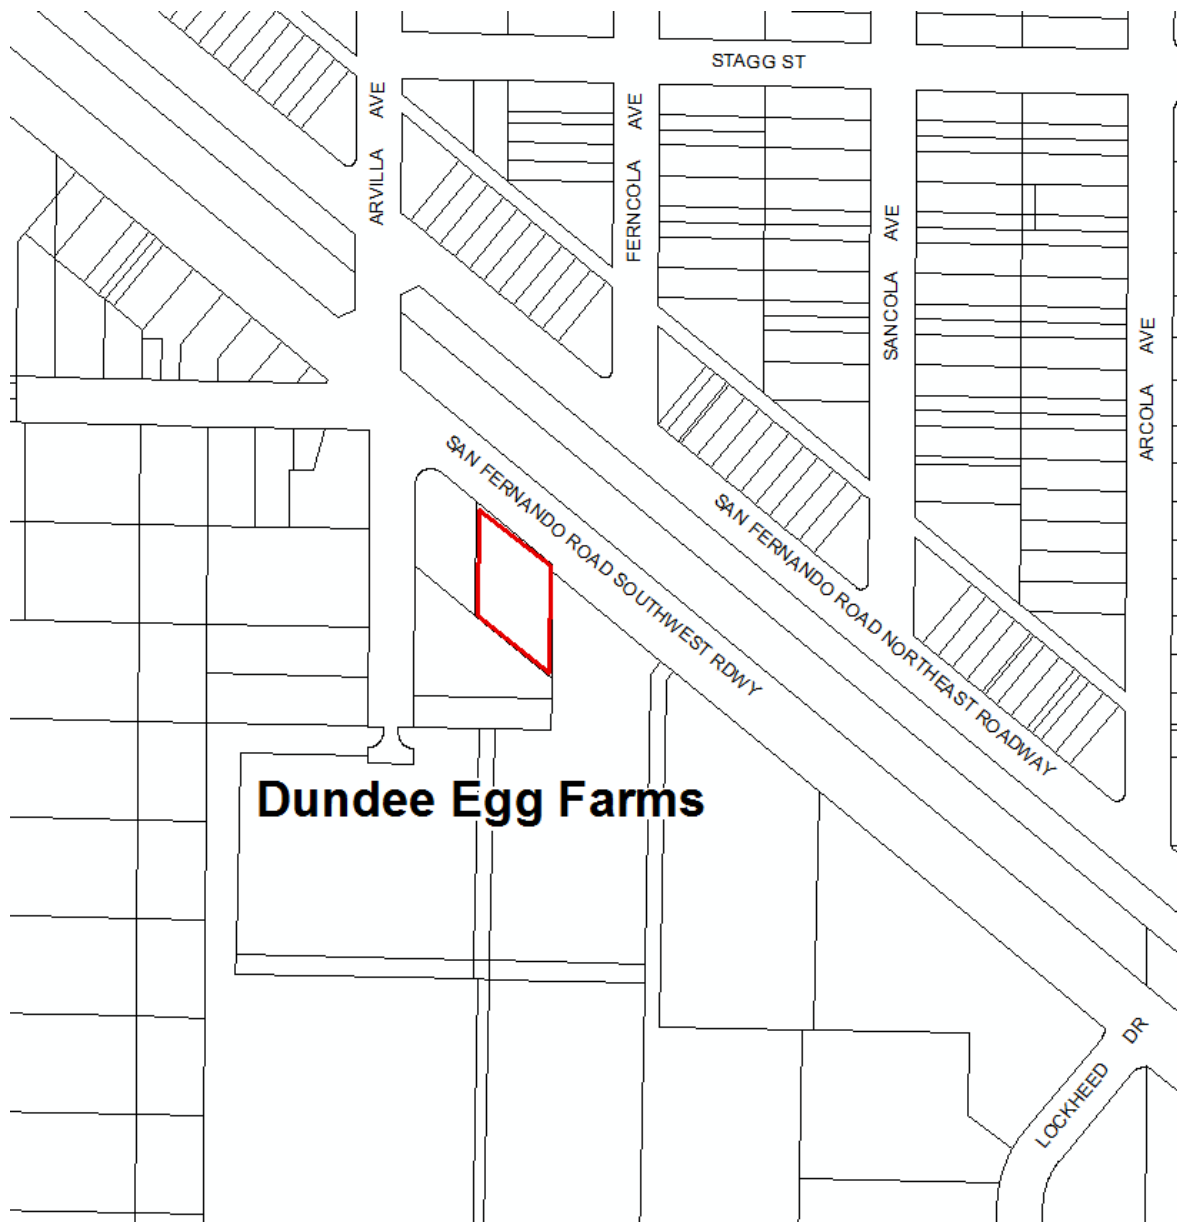 STAGG ST
ARVILLA AVE
FERNCOLA AVE
SANCOLA AVE
ARCOLA AVE
SAN FERNANDO ROAD SOUTHWEST RDWY
SAN FERNANDO ROAD NORTHEAST ROADWAY
Dundee Egg Farms
LOCKHEED DR